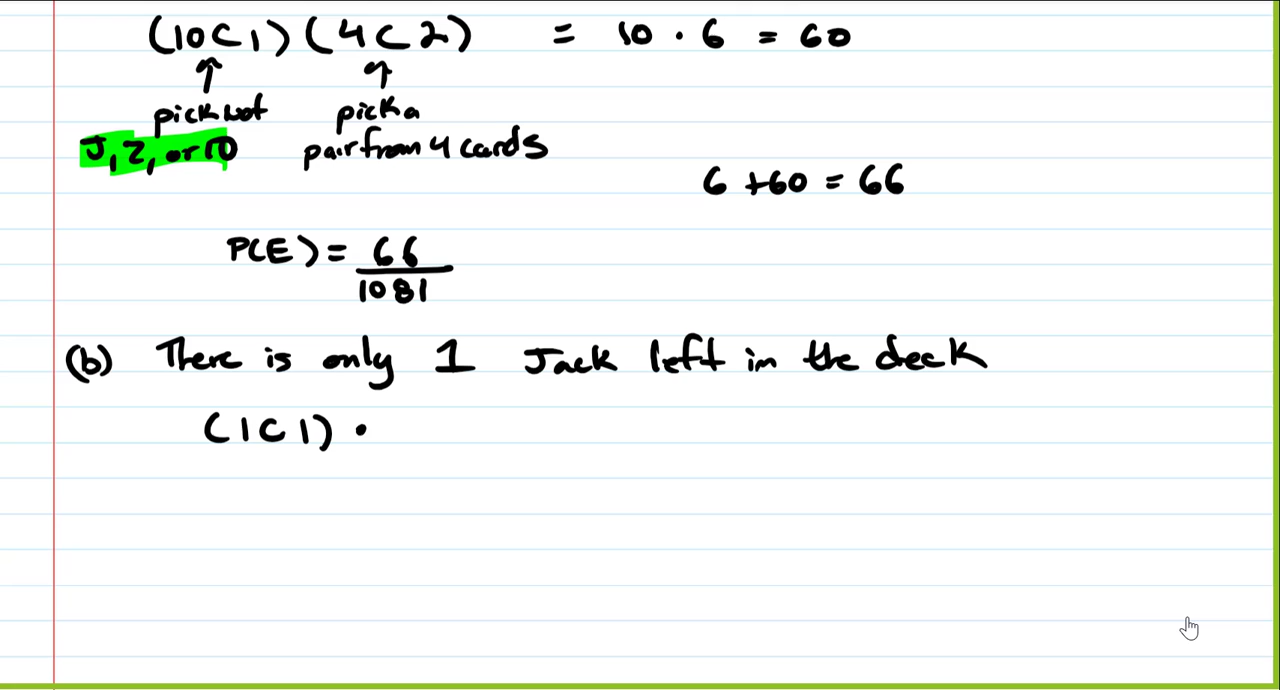 (10C1)(4C2) = 10 · 6 = 60
↑ ↑
pick not pick a
J, 2, or 10 pair from 4 cards
6 + 60 = 66
P(E) = 66
1081
(b) There is only 1 Jack left in the deck
(1C1) ·